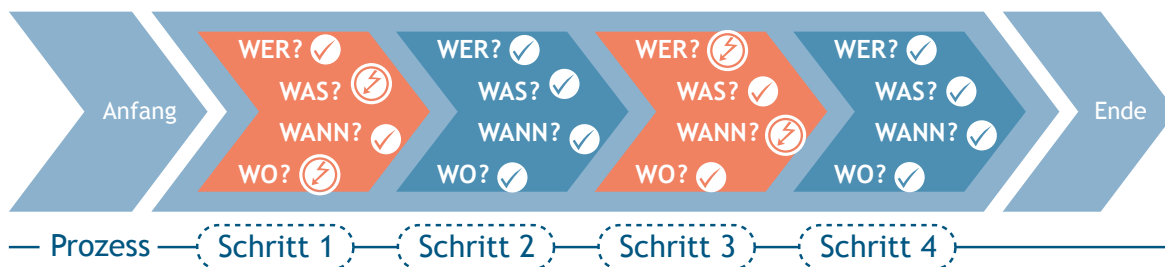 Anfang
WER?
WAS?
WANN?
WO?
WER?
WAS?
WANN?
WO?
WER?
WAS?
WANN?
WO?
WER?
WAS?
WANN?
WO?
Ende
Prozess
Schritt 1
Schritt 2
Schritt 3
Schritt 4